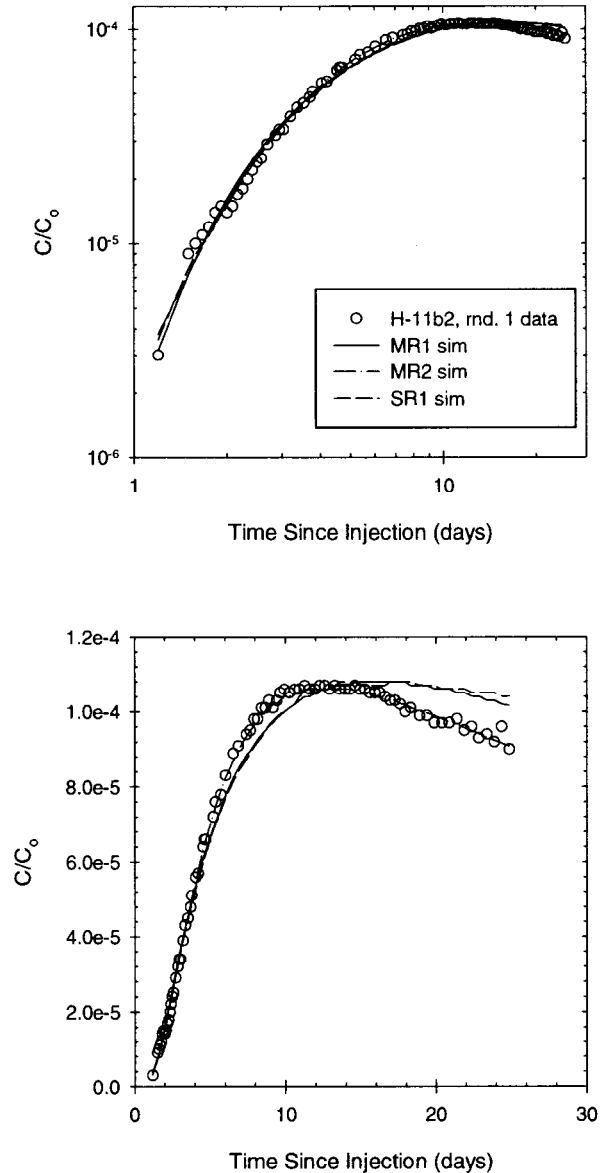 10⁻⁴
10⁻⁵
10⁻⁶
C/Cₒ
H-11b2, rnd. 1 data
MR1 sim
MR2 sim
SR1 sim
1
10
Time Since Injection (days)
1.2e-4
1.0e-4
8.0e-5
6.0e-5
4.0e-5
2.0e-5
0.0
C/Cₒ
0
10
20
30
Time Since Injection (days)